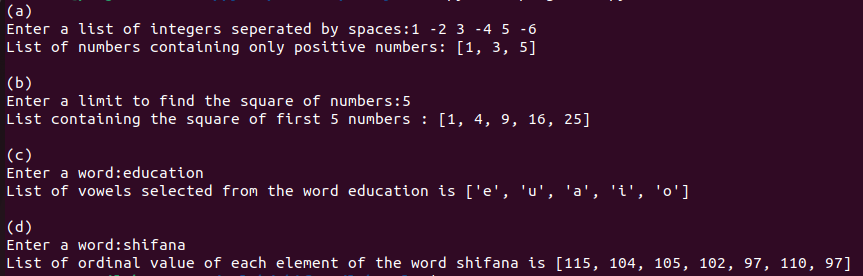 (a)
Enter a list of integers seperated by spaces:1 -2 3 -4 5 -6
List of numbers containing only positive numbers: [1, 3, 5]
(b)
Enter a limit to find the square of numbers:5
List containing the square of first 5 numbers : [1, 4, 9, 16, 25]
(c)
Enter a word:education
List of vowels selected from the word education is ['e', 'u', 'a', 'i', 'o']
(d)
Enter a word:shifana
List of ordinal value of each element of the word shifana is [115, 104, 105, 102, 97, 110, 97]